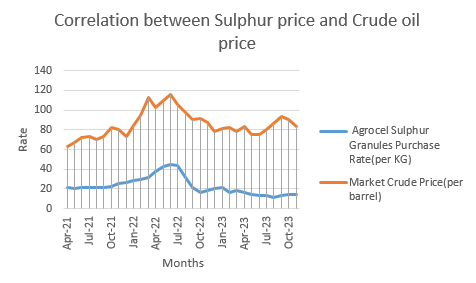 Correlation between Sulphur price and Crude oil
price
140
120
100
80
60
40
20
0
Rate
Apr-21
Jul-21
Oct-21
Jan-22
Apr-22
Jul-22
Oct-22
Jan-23
Apr-23
Jul-23
Oct-23
Months
Agrocel Sulphur
Granules Purchase
Rate(per KG)
Market Crude Price(per
barrel)